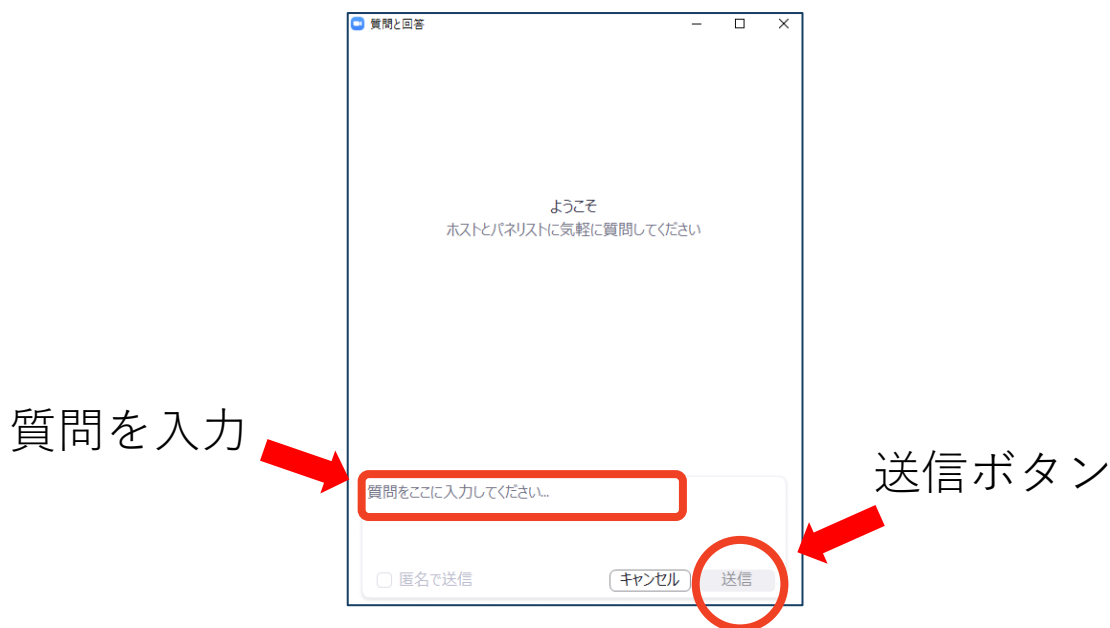 質問と回答
ようこそ
ホストとパネリストに気軽に質問してください
質問を入力
送信ボタン
質問をここに入力してください...
匿名で送信
キャンセル
送信